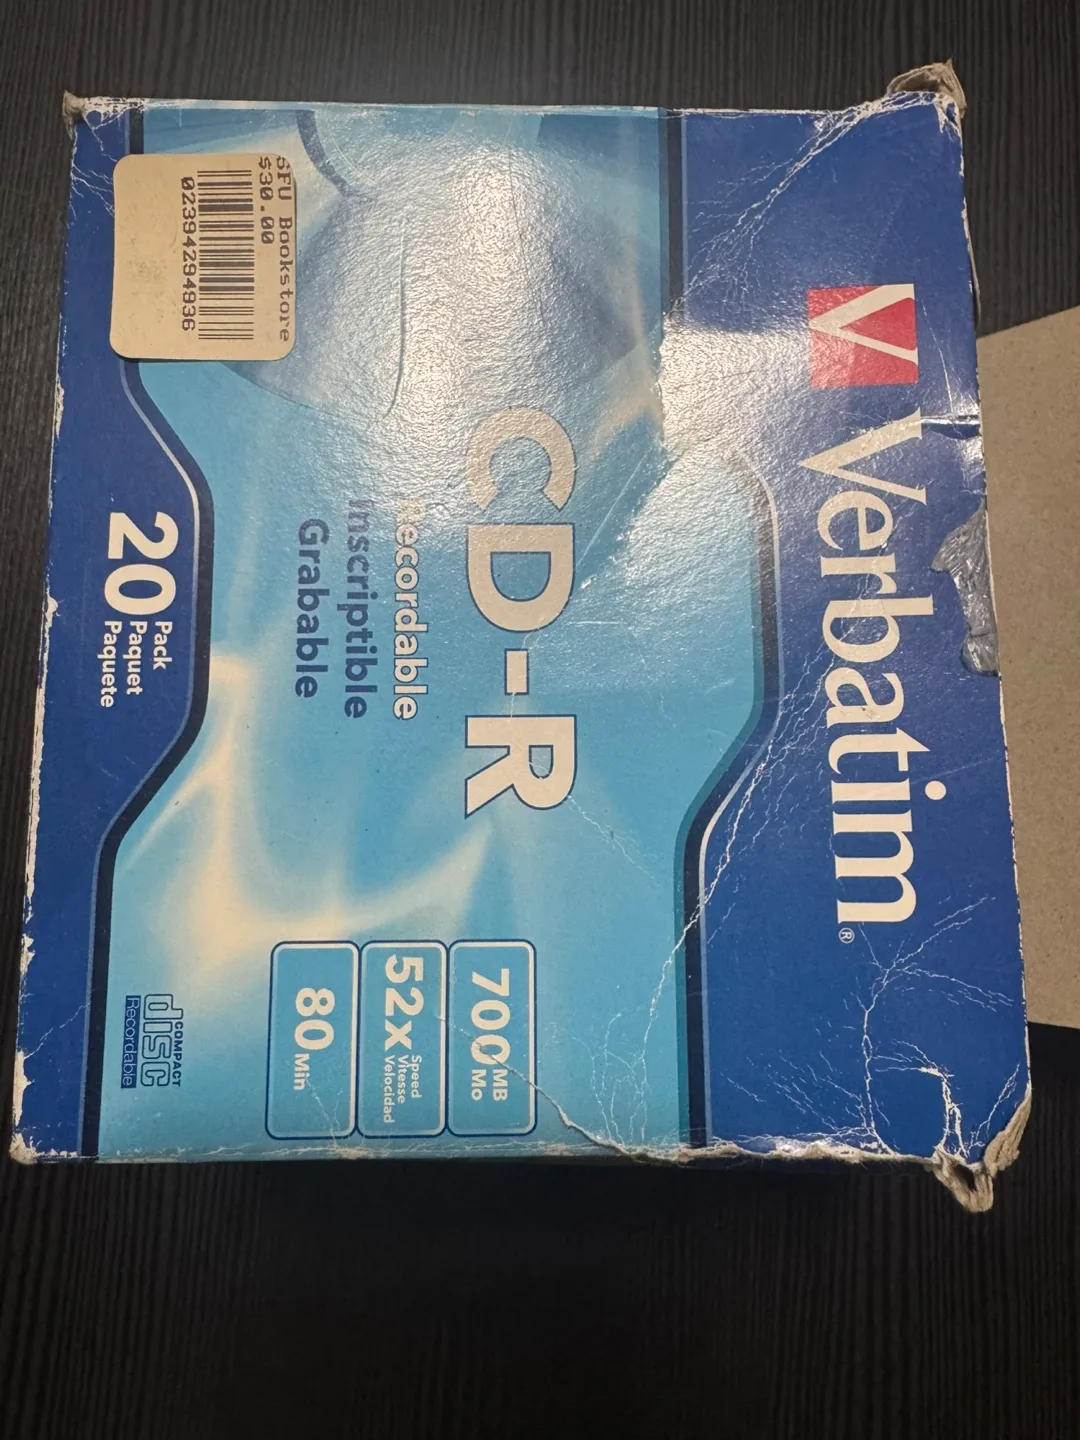 V Verbatim®
SFU Bookstore
$30.00
02394294936
CD-R
Recordable
Inscriptible
Grabable
700 MB
Mo
52x Speed
Vitesse
Velocidad
80 Min
20 Pack
Paquet
Paquete
COMPACT
disc
Recordable